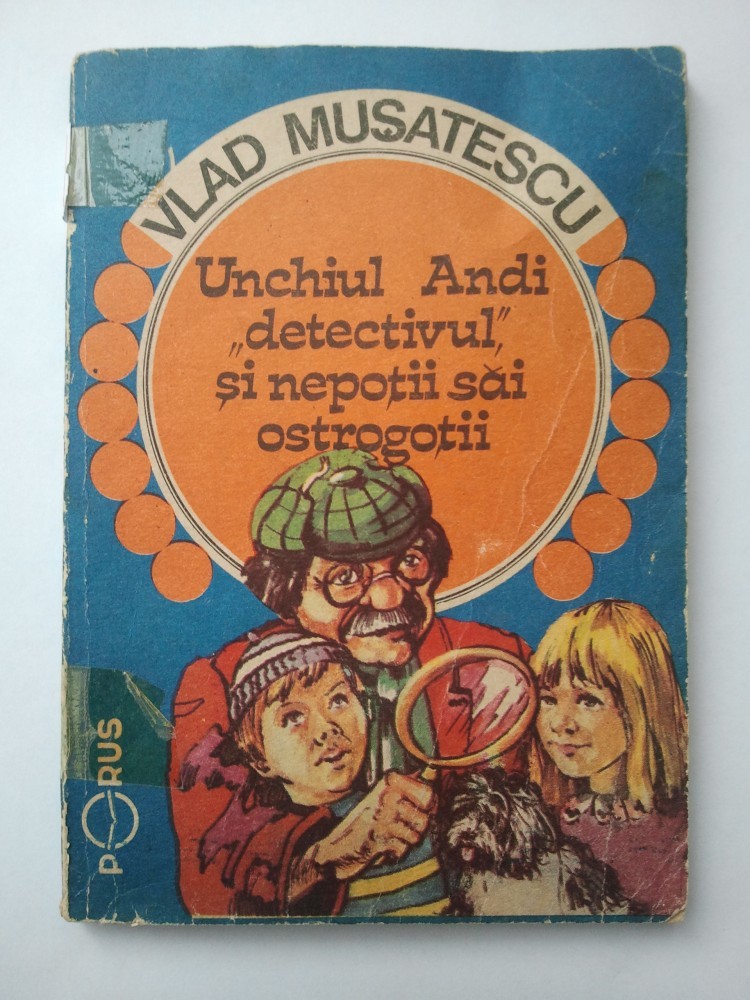 VLAD MUȘATESCU
Unchiul Andi
„detectivul”
și nepoții săi
ostrogoții
PORUS